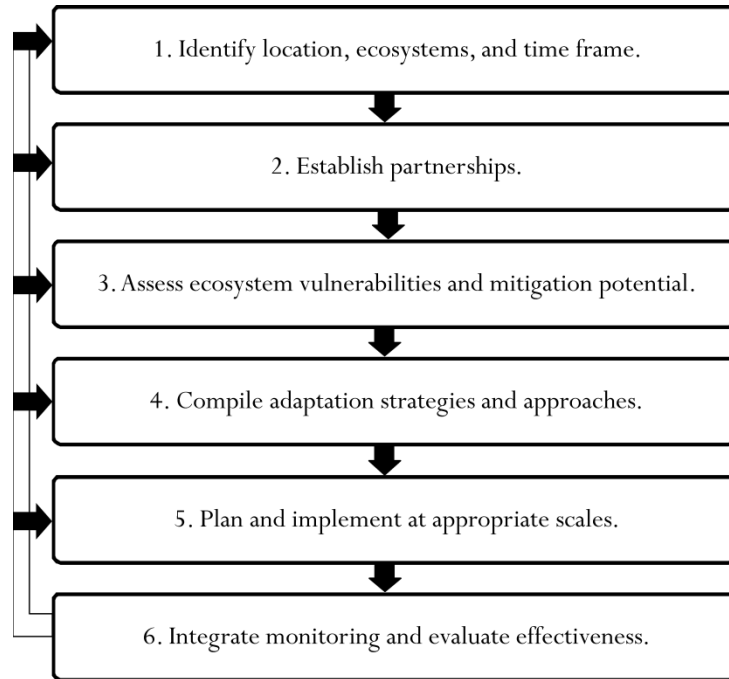 1. Identify location, ecosystems, and time frame.
2. Establish partnerships.
3. Assess ecosystem vulnerabilities and mitigation potential.
4. Compile adaptation strategies and approaches.
5. Plan and implement at appropriate scales.
6. Integrate monitoring and evaluate effectiveness.